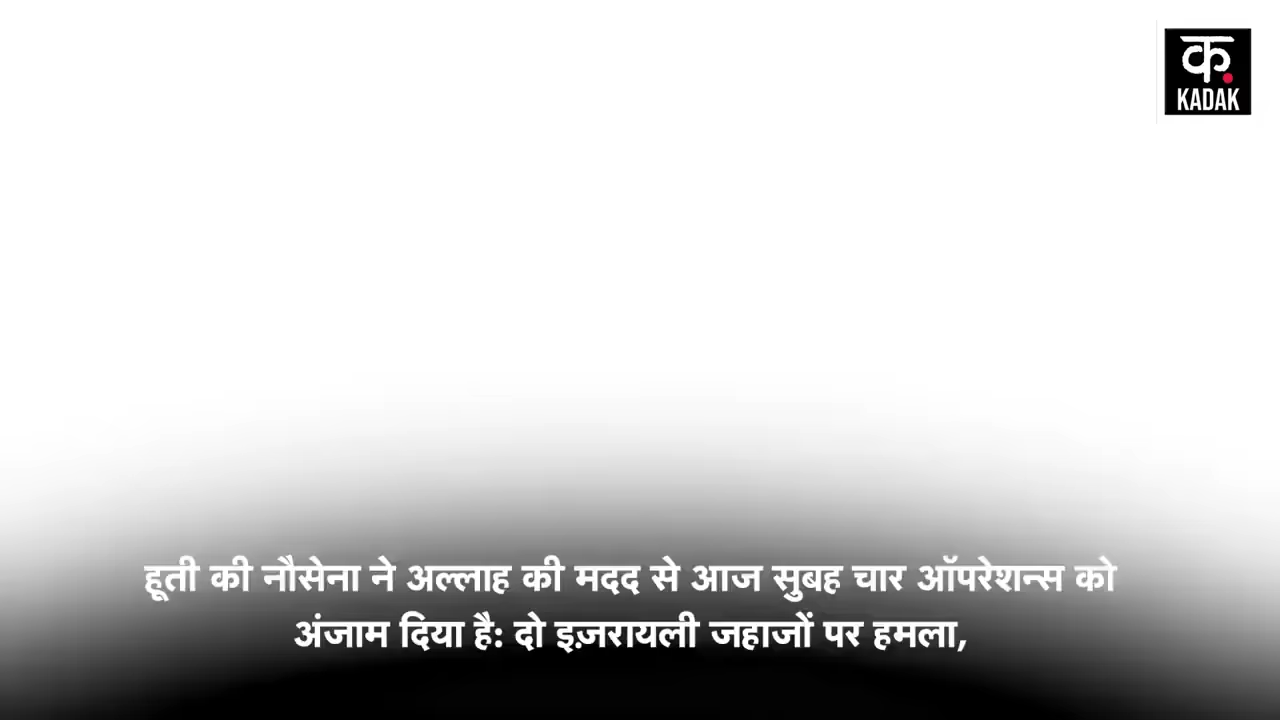 क.
KADAK
हूती की नौसेना ने अल्लाह की मदद से आज सुबह चार ऑपरेशन्स को
अंजाम दिया है: दो इज़रायली जहाजों पर हमला,